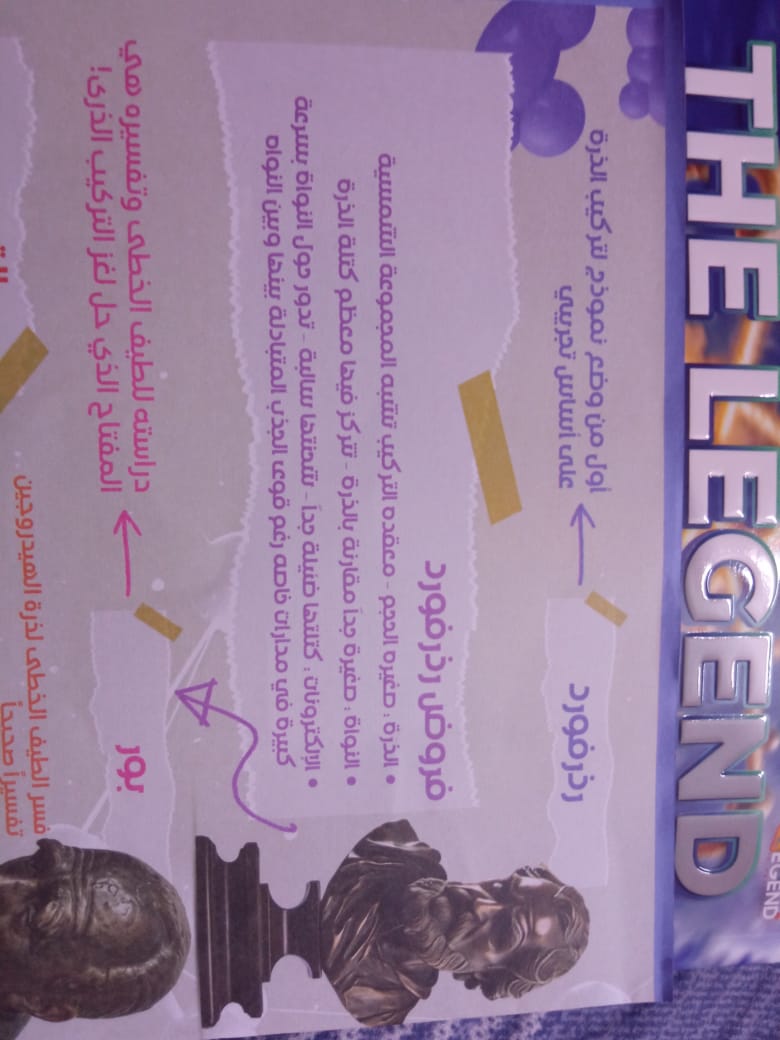 EGEND
THE LEGEND
رذرفورد
أول من وضع نموذج لتركيب الذرة
على أساس تجريبي
فروض رذرفورد
• الذرة : صغيره الحجم - معقده التركيب تشبه المجموعة الشمسية
• النواة : صغيرة جداً مقارنة بالذرة - تتركز فيها معظم كتلة الذرة
• الإلكترونات : كتلتها ضئيلة جداً - شحنتها سالبة - تدور حول النواة بسرعة
كبيرة في مدارات خاصه رغم قوى الجذب المتبادلة بينها وبين النواه
بور
دراسته للطيف الخطى وتفسيره هي
المفتاح الذي حل لغز التركيب الذرى!
فسر الطيف الخطى لذرة الهيدروجين
تفسيراً صحيحاً